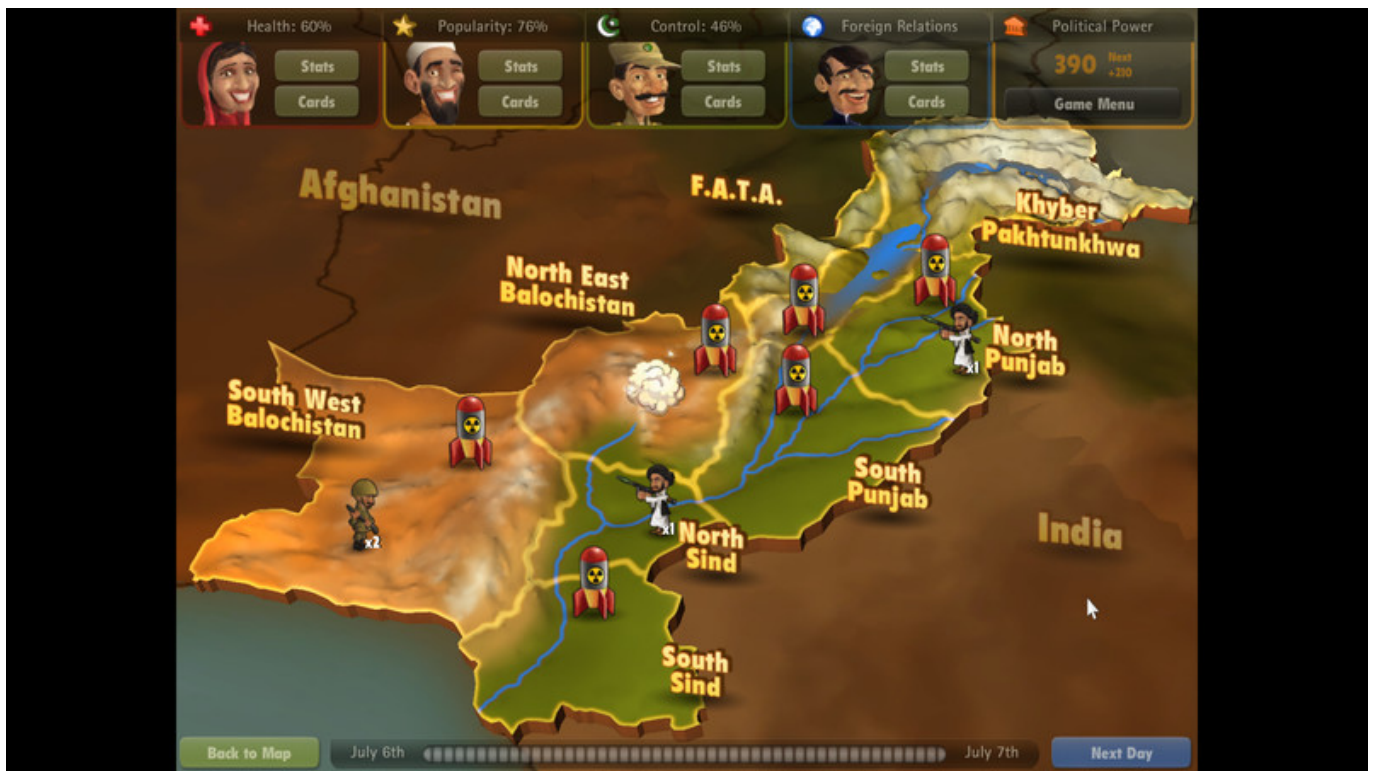 Health: 60%
Popularity: 76%
Control: 46%
Foreign Relations
Political Power
Stats
Cards
Stats
Cards
Stats
Cards
Stats
Cards
390
Next
+210
Game Menu
Afghanistan
F.A.T.A.
Khyber
Pakhtunkhwa
North East
Balochistan
North
Punjab
x1
South West
Balochistan
South
Punjab
x2
x1
North
Sind
India
South
Sind
Back to Map
July 6th
July 7th
Next Day